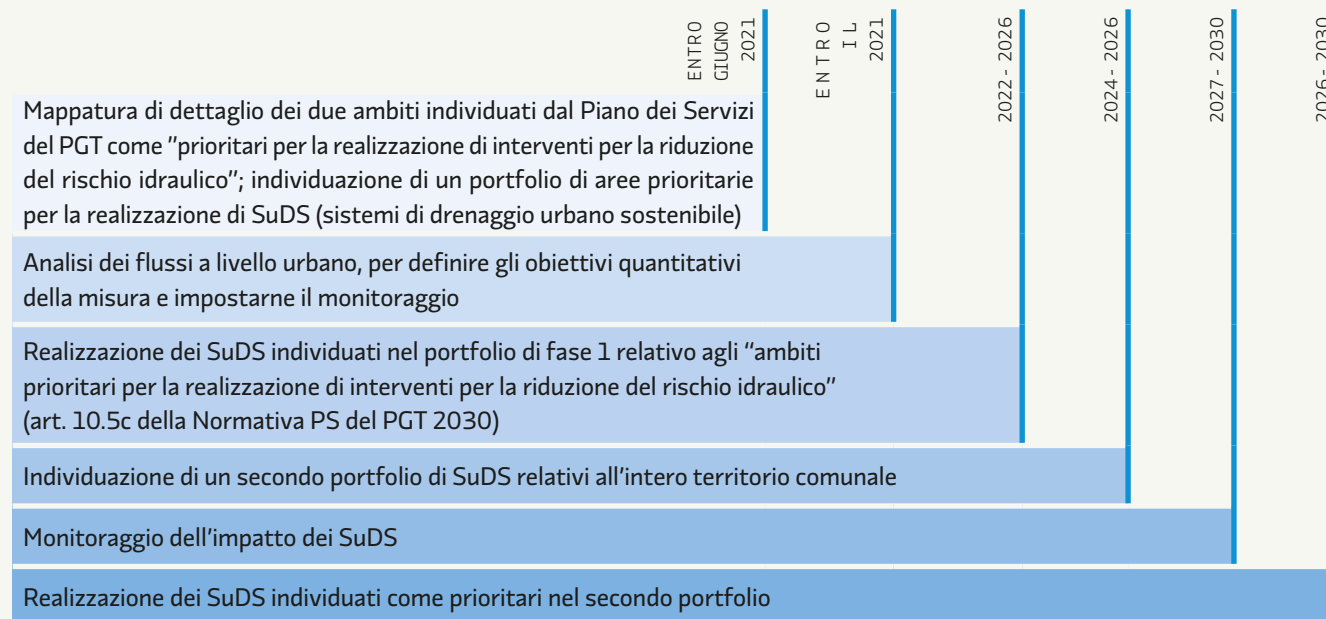 ENTRO
GIUGNO
2021
ENTRO
IL
2021
2022 - 2026
2024 - 2026
2027 - 2030
2026 - 2030
Mappatura di dettaglio dei due ambiti individuati dal Piano dei Servizi
del PGT come "prioritari per la realizzazione di interventi per la riduzione
del rischio idraulico"; individuazione di un portfolio di aree prioritarie
per la realizzazione di SuDS (sistemi di drenaggio urbano sostenibile)
Analisi dei flussi a livello urbano, per definire gli obiettivi quantitativi
della misura e impostarne il monitoraggio
Realizzazione dei SuDS individuati nel portfolio di fase 1 relativo agli “ambiti
prioritari per la realizzazione di interventi per la riduzione del rischio idraulico”
(art. 10.5c della Normativa PS del PGT 2030)
Individuazione di un secondo portfolio di SuDS relativi all'intero territorio comunale
Monitoraggio dell'impatto dei SuDS
Realizzazione dei SuDS individuati come prioritari nel secondo portfolio